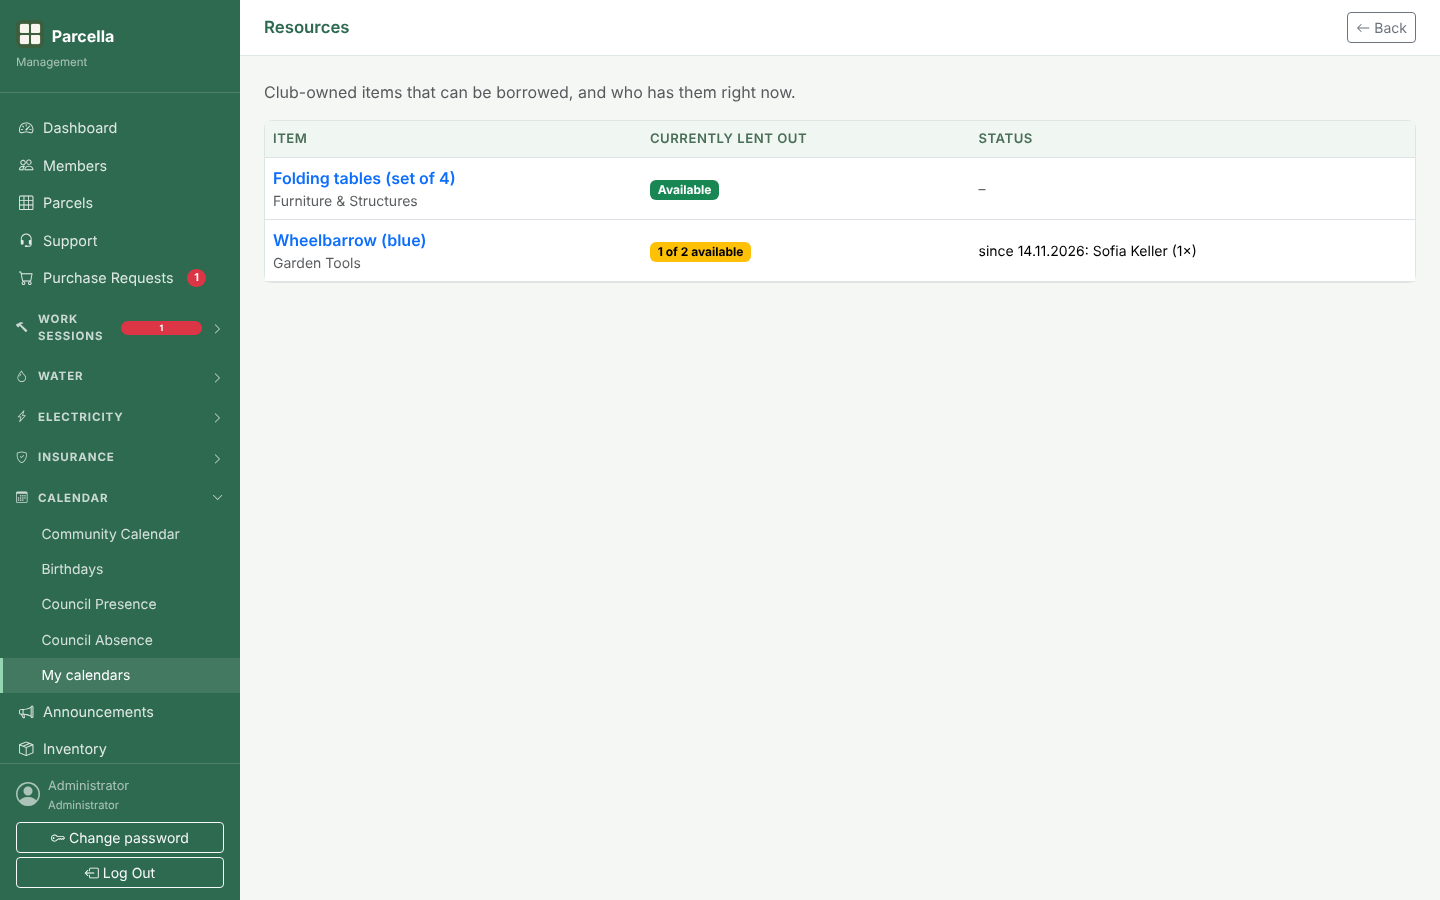 Parcella
Management
Dashboard
Members
Parcels
Support
Purchase Requests 1
WORK SESSIONS 1
WATER
ELECTRICITY
INSURANCE
CALENDAR
Community Calendar
Birthdays
Council Presence
Council Absence
My calendars
Announcements
Inventory
Administrator
Administrator
Change password
Log Out
Resources
← Back
Club-owned items that can be borrowed, and who has them right now.
ITEM CURRENTLY LENT OUT STATUS
Folding tables (set of 4)
Furniture & Structures
Available
–
Wheelbarrow (blue)
Garden Tools
1 of 2 available
since 14.11.2026: Sofia Keller (1×)